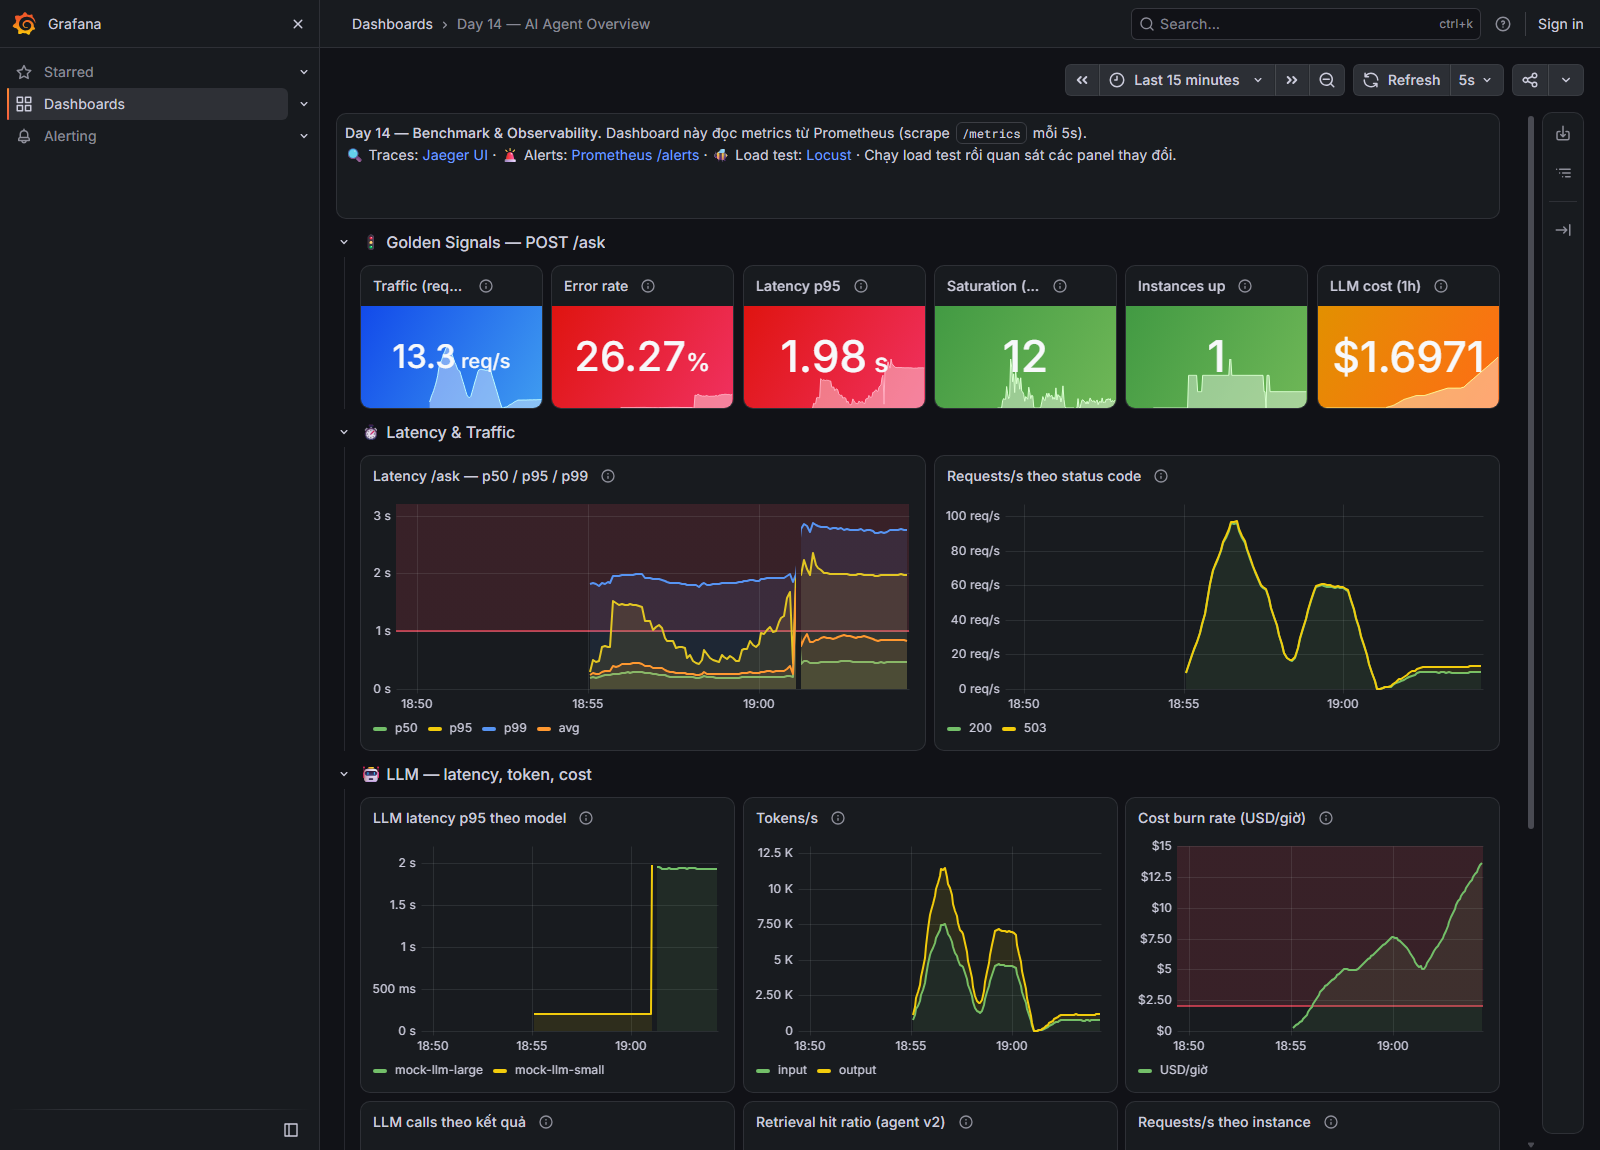 Grafana
Dashboards › Day 14 — AI Agent Overview
Search...
ctrl+k
Sign in
Starred
Dashboards
Alerting
Last 15 minutes
Refresh
5s
Day 14 — Benchmark & Observability. Dashboard này đọc metrics từ Prometheus (scrape /metrics mỗi 5s).
Traces: Jaeger UI · Alerts: Prometheus /alerts · Load test: Locust · Chạy load test rồi quan sát các panel thay đổi.
Golden Signals — POST /ask
Traffic (req...
Error rate
Latency p95
Saturation (...
Instances up
LLM cost (1h)
13.3 req/s
26.27%
1.98 s
12
1
$1.6971
Latency & Traffic
Latency /ask — p50 / p95 / p99
3 s
2 s
1 s
0 s
18:50
18:55
19:00
p50
p95
p99
avg
Requests/s theo status code
100 req/s
80 req/s
60 req/s
40 req/s
20 req/s
0 req/s
18:50
18:55
19:00
200
503
LLM — latency, token, cost
LLM latency p95 theo model
2 s
1.5 s
1 s
500 ms
0 s
18:50
18:55
19:00
mock-llm-large
mock-llm-small
Tokens/s
12.5 K
10 K
7.50 K
5 K
2.50 K
0
18:50
18:55
19:00
input
output
Cost burn rate (USD/giờ)
$15
$12.5
$10
$7.50
$5
$2.50
$0
18:50
18:55
19:00
USD/giờ
LLM calls theo kết quả
Retrieval hit ratio (agent v2)
Requests/s theo instance